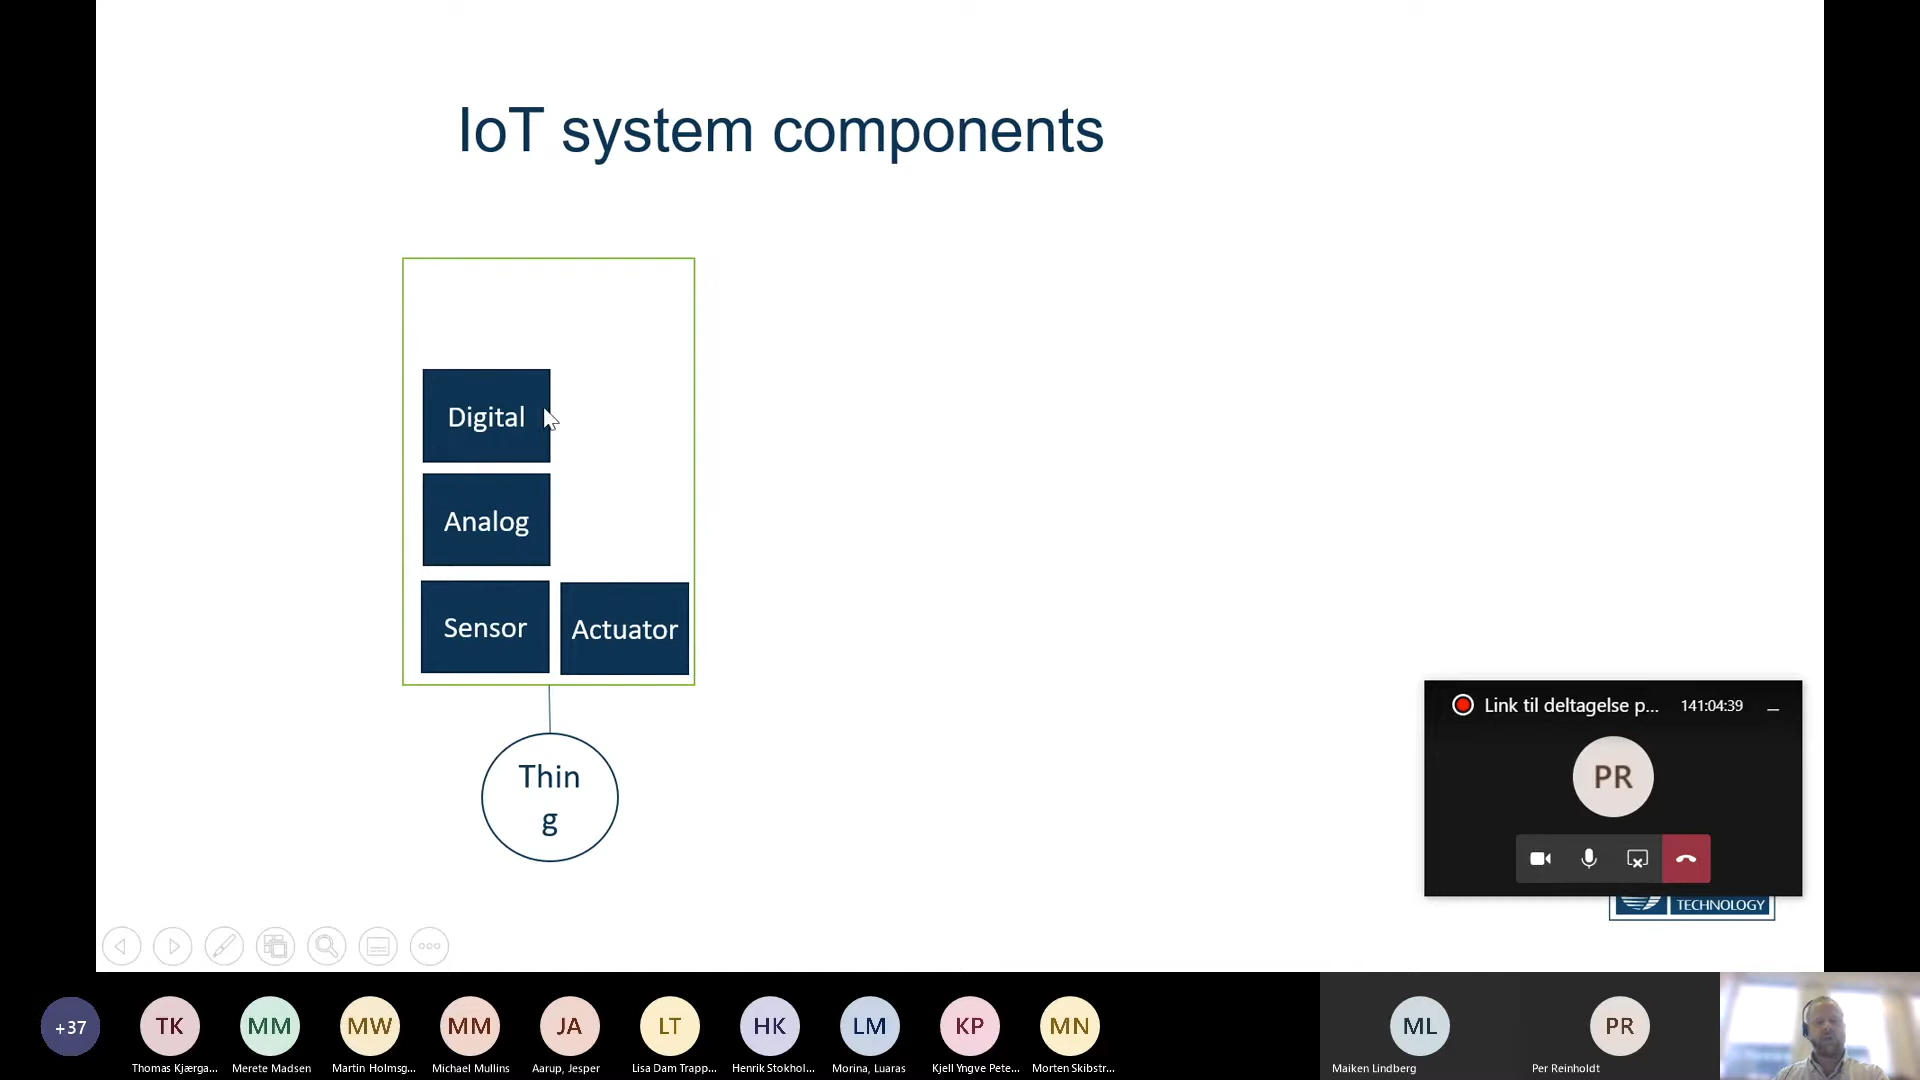 IoT system components
Digital
Analog
Sensor
Actuator
Thin
g
Link til deltagelse p...
141:04:39
PR
TECHNOLOGY
+37
TK
MM
MW
MM
JA
LT
HK
LM
KP
MN
ML
PR
Thomas Kjærga...
Merete Madsen
Martin Holmsg...
Michael Mullins
Aarup, Jesper
Lisa Dam Trapp...
Henrik Stokhol...
Morina, Luaras
Kjell Yngve Pete...
Morten Skibstr...
Maiken Lindberg
Per Reinholdt